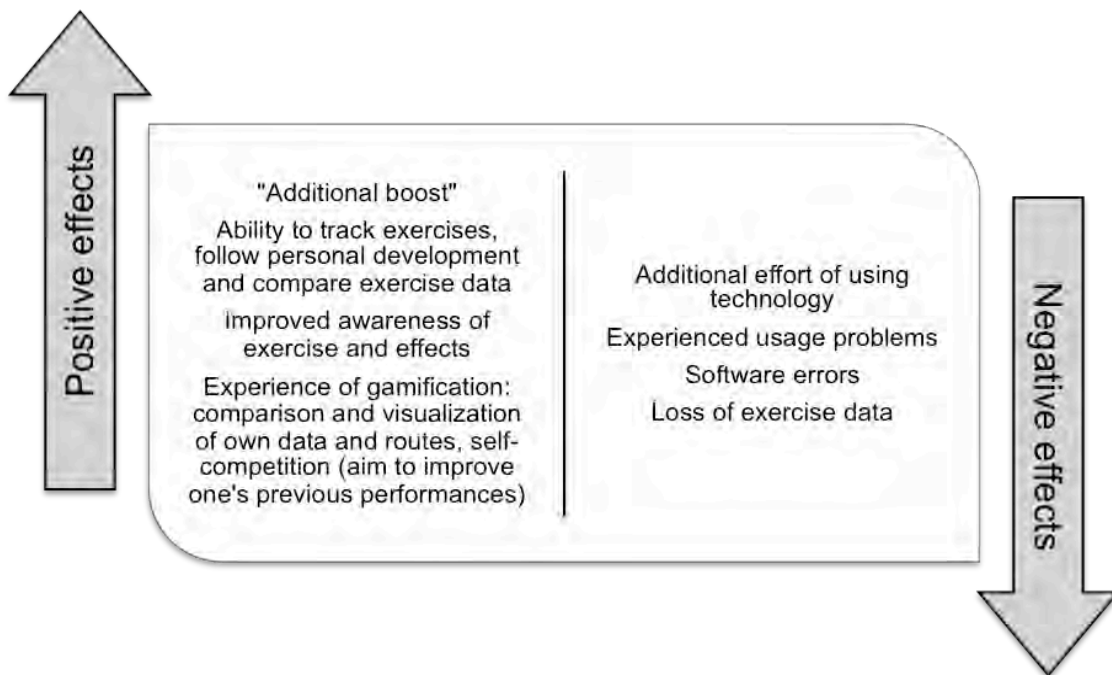 Positive effects
"Additional boost"
Ability to track exercises,
follow personal development
and compare exercise data
Improved awareness of
exercise and effects
Experience of gamification:
comparison and visualization
of own data and routes, self-
competition (aim to improve
one's previous performances)
Additional effort of using
technology
Experienced usage problems
Software errors
Loss of exercise data
Negative effects